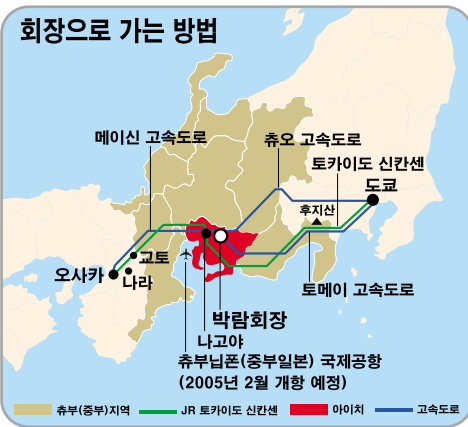 회장으로 가는 방법
메이신 고속도로
츄오 고속도로
토카이도 신칸센
도쿄
후지산
교토
오사카
나라
토메이 고속도로
박람회장
나고야
츄부닙폰(중부일본) 국제공항
(2005년 2월 개항 예정)
츄부(중부)지역
JR 토카이도 신칸센
아이치
고속도로